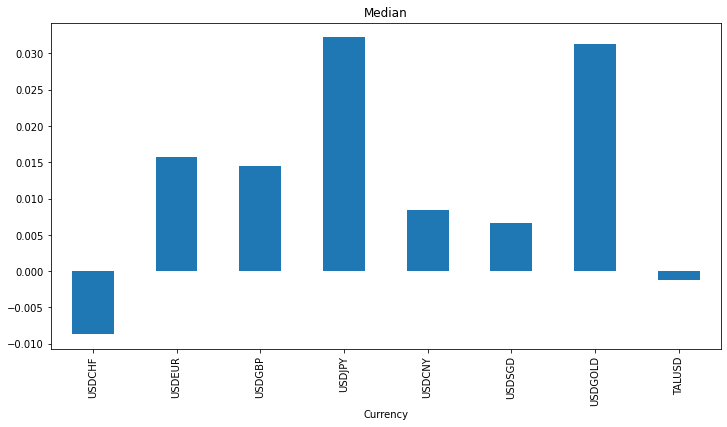 Median
0.030
0.025
0.020
0.015
0.010
0.005
0.000
−0.005
−0.010
USDCHF
USDEUR
USDGBP
USDJPY
USDCNY
USDSGD
USDGOLD
TALUSD
Currency